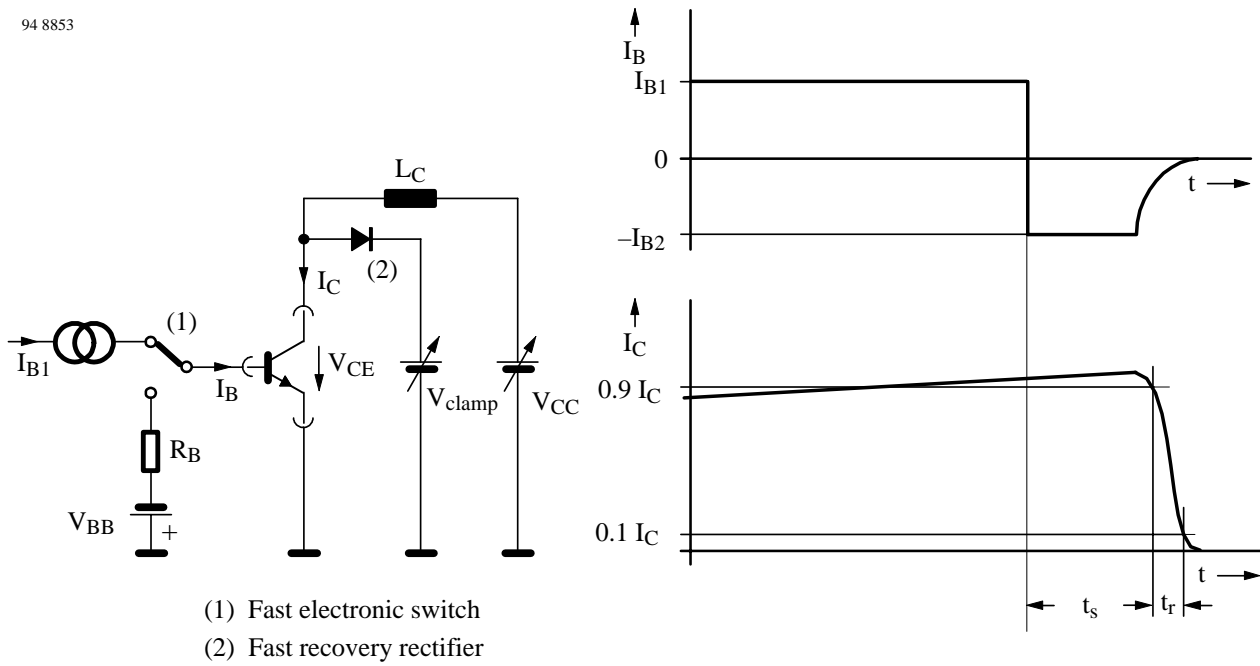 94 8853
L_C
(2)
I_C
(1)
I_B1
I_B
V_CE
V_clamp
V_CC
R_B
V_BB
+
(1) Fast electronic switch
(2) Fast recovery rectifier
I_B
I_B1
0
t
–I_B2
I_C
0.9 I_C
0.1 I_C
t
t_s
t_r